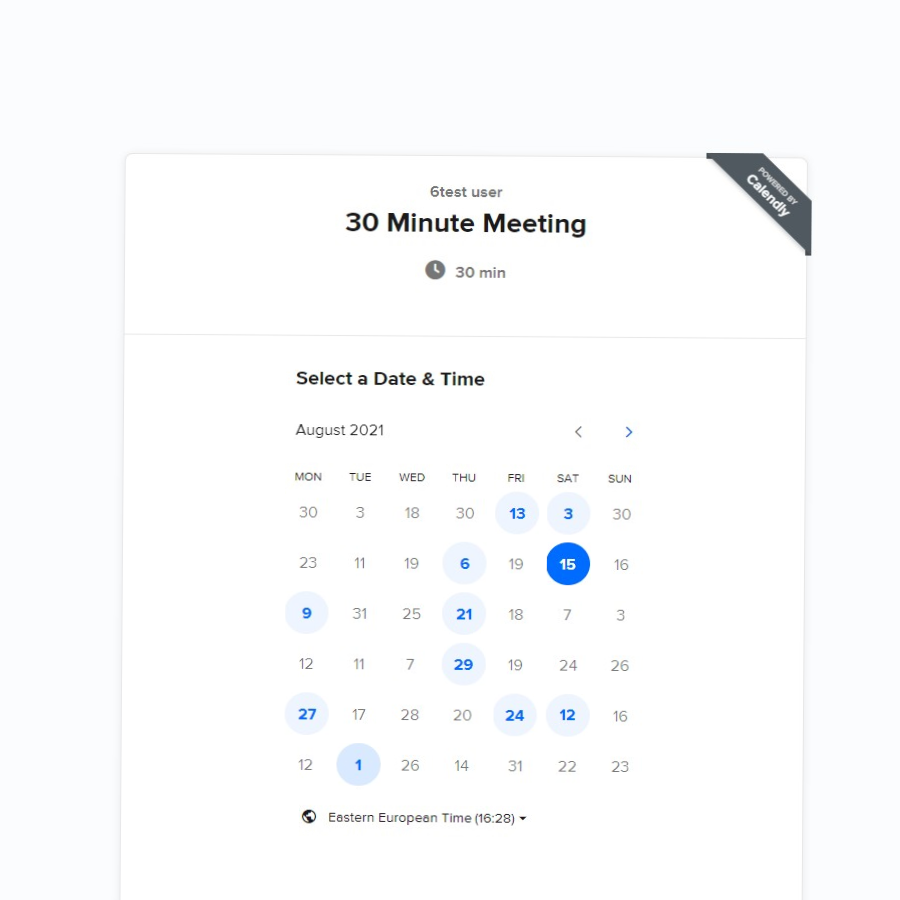 POWERED BY
Calendly
6test user
30 Minute Meeting
30 min
Select a Date & Time
August 2021
MON TUE WED THU FRI SAT SUN
30 3 18 30 13 3 30
23 11 19 6 19 15 16
9 31 25 21 18 7 3
12 11 7 29 19 24 26
27 17 28 20 24 12 16
12 1 26 14 31 22 23
Eastern European Time (16:28)